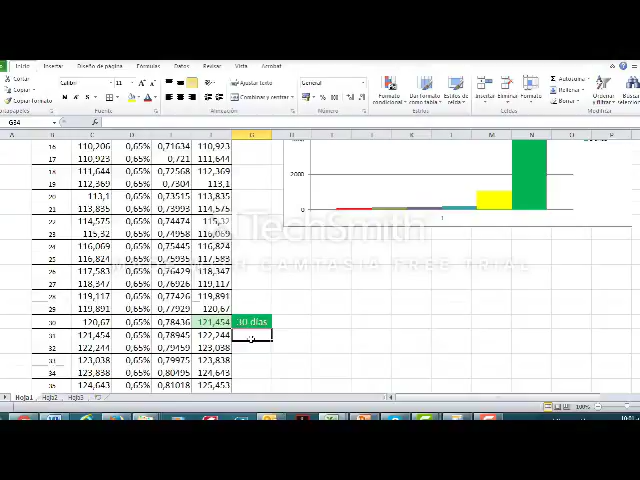 Inicio Insertar Diseño de página Fórmulas Datos Revisar Vista Acrobat
Cortar Calibri 11 Ajustar texto General Autosuma
Copiar Rellenar
Copiar formato Combinar y centrar Formato condicional Dar formato como tabla Estilos de celda Insertar Eliminar Formato Borrar Ordenar y filtrar
Portapapeles Fuente Alineación Número Estilos Celdas
G34
A B C D E F G H I J K L M N O P
16 110,206 0,65% 0,71634 110,923
17 110,923 0,65% 0,721 111,644
18 111,644 0,65% 0,72568 112,369
19 112,369 0,65% 0,7304 113,1
20 113,1 0,65% 0,73515 113,835
21 113,835 0,65% 0,73993 114,575
22 114,575 0,65% 0,74474 115,32
23 115,32 0,65% 0,74958 116,069
24 116,069 0,65% 0,75445 116,824
25 116,824 0,65% 0,75935 117,583
26 117,583 0,65% 0,76429 118,347
27 118,347 0,65% 0,76926 119,117
28 119,117 0,65% 0,77426 119,891
29 119,891 0,65% 0,77929 120,67
30 120,67 0,65% 0,78436 121,454 30 días
31 121,454 0,65% 0,78945 122,244
32 122,244 0,65% 0,79459 123,038
33 123,038 0,65% 0,79975 123,838
34 123,838 0,65% 0,80495 124,643
35 124,643 0,65% 0,81018 125,453
2000
0
1
TechSmith
MADE WITH CAMTASIA FREE TRIAL
Hoja1 Hoja2 Hoja3
100%